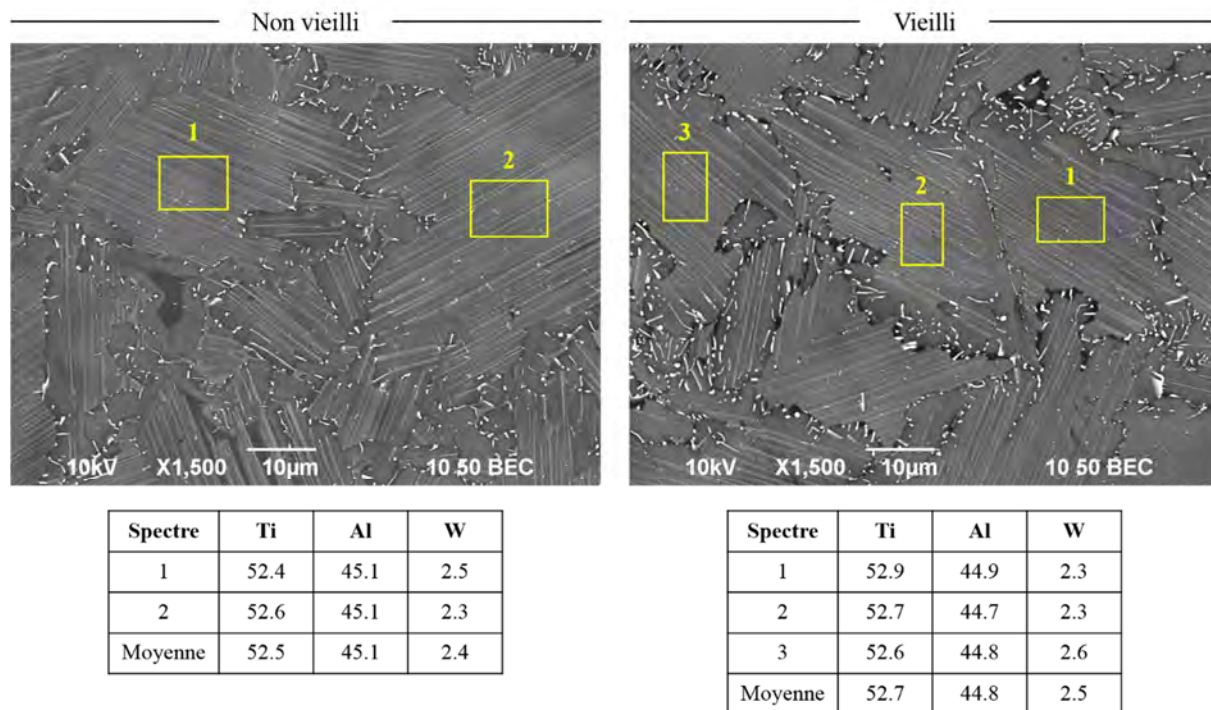 Non vieilli
1
2
10kV X1,500 10µm 10 50 BEC
Spectre Ti Al W
1 52.4 45.1 2.5
2 52.6 45.1 2.3
Moyenne 52.5 45.1 2.4
Vieilli
3
2
1
10kV X1,500 10µm 10 50 BEC
Spectre Ti Al W
1 52.9 44.9 2.3
2 52.7 44.7 2.3
3 52.6 44.8 2.6
Moyenne 52.7 44.8 2.5